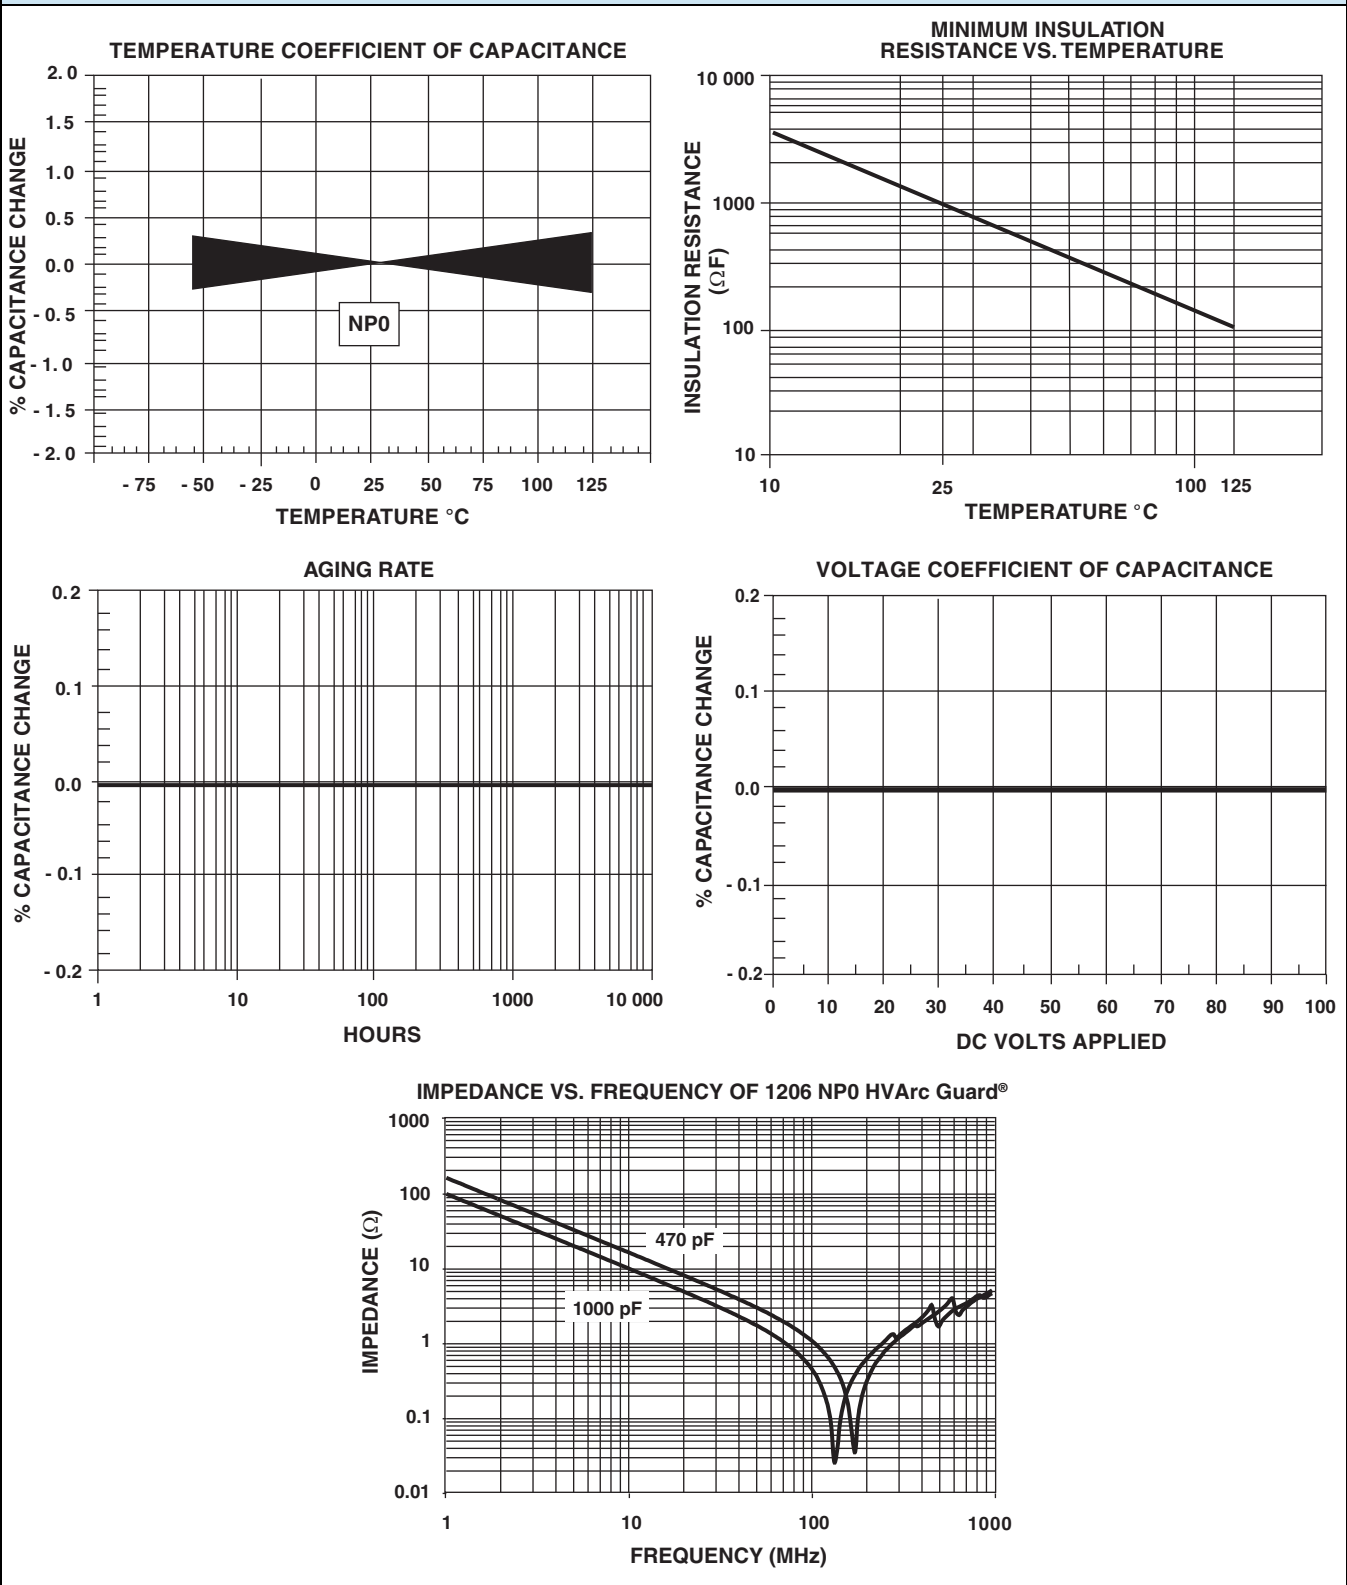 TEMPERATURE COEFFICIENT OF CAPACITANCE
% CAPACITANCE CHANGE
2.0
1.5
1.0
0.5
0.0
- 0.5
- 1.0
- 1.5
- 2.0
NP0
- 75 - 50 - 25 0 25 50 75 100 125
TEMPERATURE °C
MINIMUM INSULATION
RESISTANCE VS. TEMPERATURE
INSULATION RESISTANCE
(ΩF)
10 000
1000
100
10
10 25 100 125
TEMPERATURE °C
AGING RATE
% CAPACITANCE CHANGE
0.2
0.1
0.0
- 0.1
- 0.2
1 10 100 1000 10 000
HOURS
VOLTAGE COEFFICIENT OF CAPACITANCE
% CAPACITANCE CHANGE
0.2
0.1
0.0
- 0.1
- 0.2
0 10 20 30 40 50 60 70 80 90 100
DC VOLTS APPLIED
IMPEDANCE VS. FREQUENCY OF 1206 NP0 HVArc Guard®
IMPEDANCE (Ω)
1000
100
10
1
0.1
0.01
470 pF
1000 pF
1 10 100 1000
FREQUENCY (MHz)